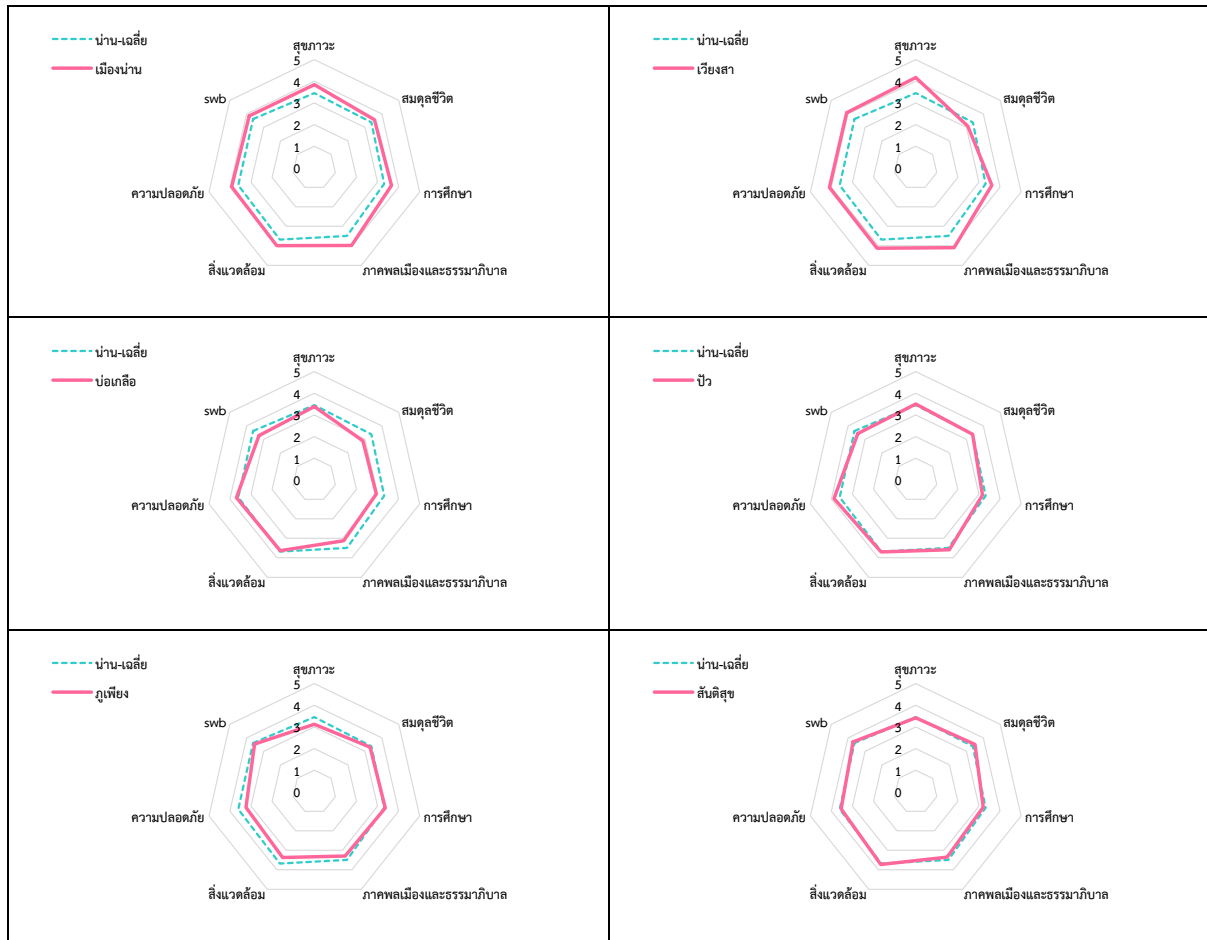 น่าน-เฉลี่ย
เมืองน่าน
สุขภาวะ
5
4
3
2
1
0
สมดุลชีวิต
การศึกษา
ภาคพลเมืองและธรรมาภิบาล
สิ่งแวดล้อม
ความปลอดภัย
swb
น่าน-เฉลี่ย
เวียงสา
สุขภาวะ
5
4
3
2
1
0
สมดุลชีวิต
การศึกษา
ภาคพลเมืองและธรรมาภิบาล
สิ่งแวดล้อม
ความปลอดภัย
swb
น่าน-เฉลี่ย
บ่อเกลือ
สุขภาวะ
5
4
3
2
1
0
สมดุลชีวิต
การศึกษา
ภาคพลเมืองและธรรมาภิบาล
สิ่งแวดล้อม
ความปลอดภัย
swb
น่าน-เฉลี่ย
ปัว
สุขภาวะ
5
4
3
2
1
0
สมดุลชีวิต
การศึกษา
ภาคพลเมืองและธรรมาภิบาล
สิ่งแวดล้อม
ความปลอดภัย
swb
น่าน-เฉลี่ย
ภูเพียง
สุขภาวะ
5
4
3
2
1
0
สมดุลชีวิต
การศึกษา
ภาคพลเมืองและธรรมาภิบาล
สิ่งแวดล้อม
ความปลอดภัย
swb
น่าน-เฉลี่ย
สันติสุข
สุขภาวะ
5
4
3
2
1
0
สมดุลชีวิต
การศึกษา
ภาคพลเมืองและธรรมาภิบาล
สิ่งแวดล้อม
ความปลอดภัย
swb